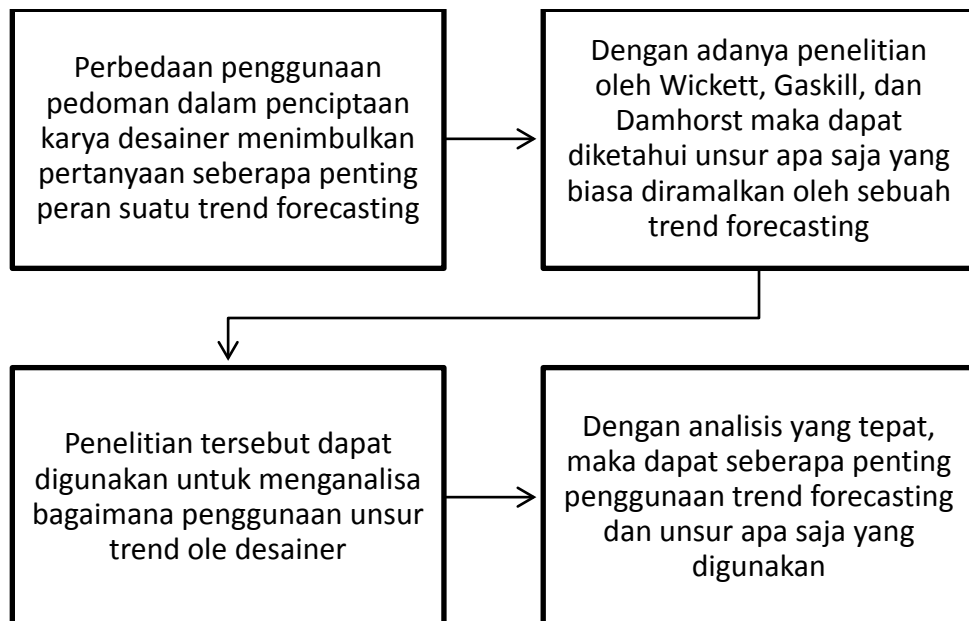 Perbedaan penggunaan
pedoman dalam penciptaan
karya desainer menimbulkan
pertanyaan seberapa penting
peran suatu trend forecasting
Dengan adanya penelitian
oleh Wickett, Gaskill, dan
Damhorst maka dapat
diketahui unsur apa saja yang
biasa diramalkan oleh sebuah
trend forecasting
Penelitian tersebut dapat
digunakan untuk menganalisa
bagaimana penggunaan unsur
trend ole desainer
Dengan analisis yang tepat,
maka dapat seberapa penting
penggunaan trend forecasting
dan unsur apa saja yang
digunakan